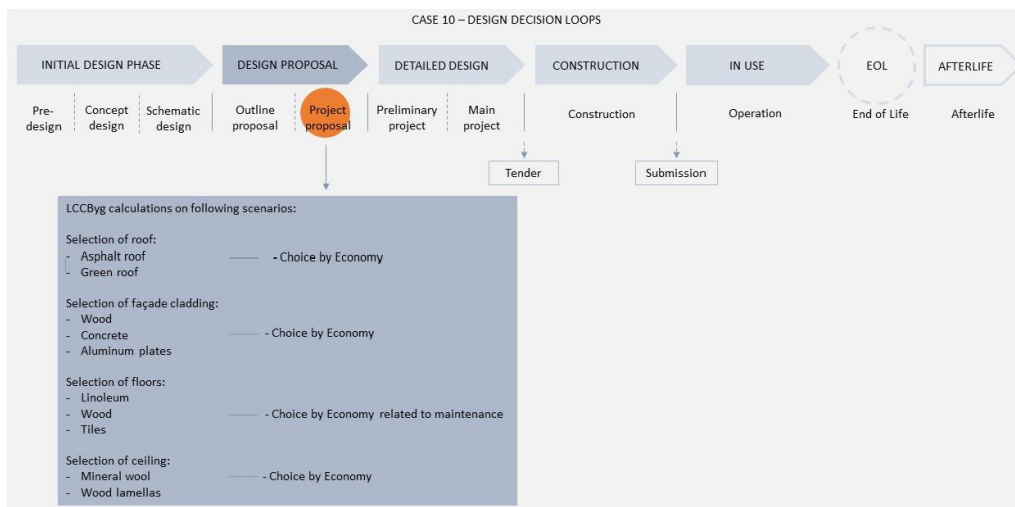 CASE 10 – DESIGN DECISION LOOPS
INITIAL DESIGN PHASE
DESIGN PROPOSAL
DETAILED DESIGN
CONSTRUCTION
IN USE
EOL
AFTERLIFE
Pre-
design
Concept
design
Schematic
design
Outline
proposal
Project
proposal
Preliminary
project
Main
project
Construction
Operation
End of Life
Afterlife
Tender
Submission
LCCByg calculations on following scenarios:
Selection of roof:
- Asphalt roof
- Green roof
- Choice by Economy
Selection of façade cladding:
- Wood
- Concrete
- Aluminum plates
- Choice by Economy
Selection of floors:
- Linoleum
- Wood
- Tiles
- Choice by Economy related to maintenance
Selection of ceiling:
- Mineral wool
- Wood lamellas
- Choice by Economy